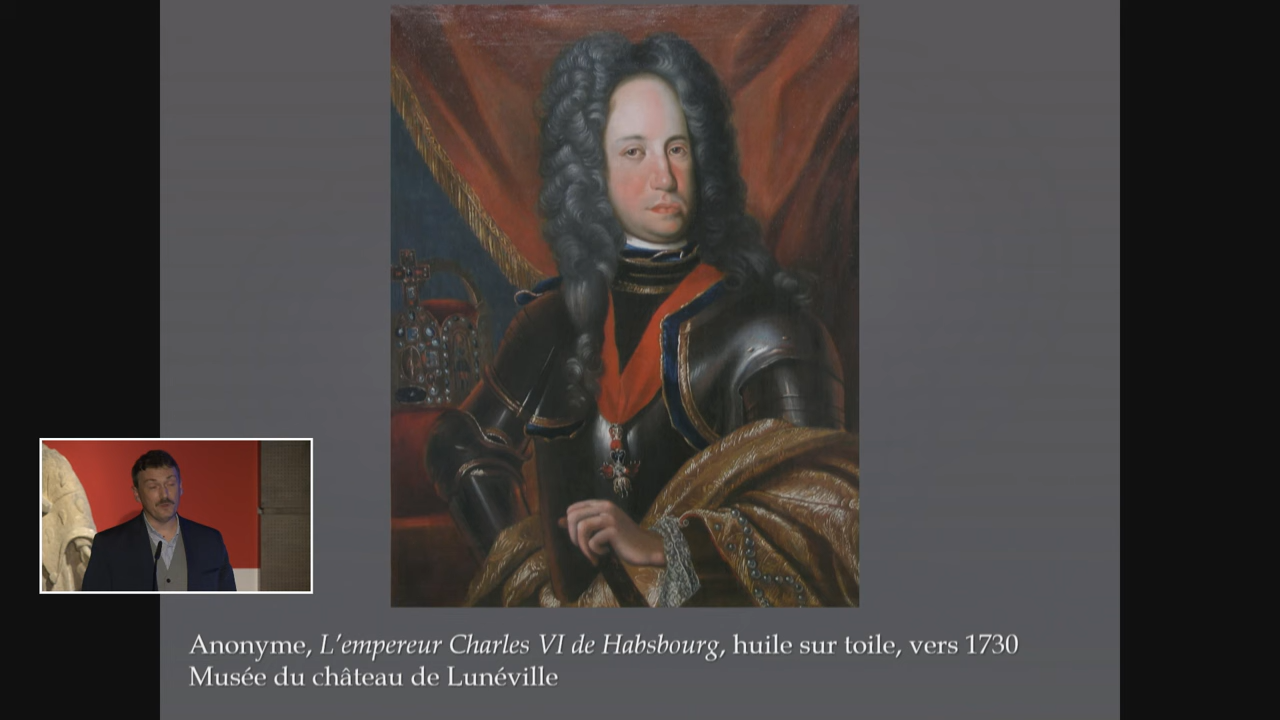 Anonyme, L'empereur Charles VI de Habsbourg, huile sur toile, vers 1730
Musée du château de Lunéville